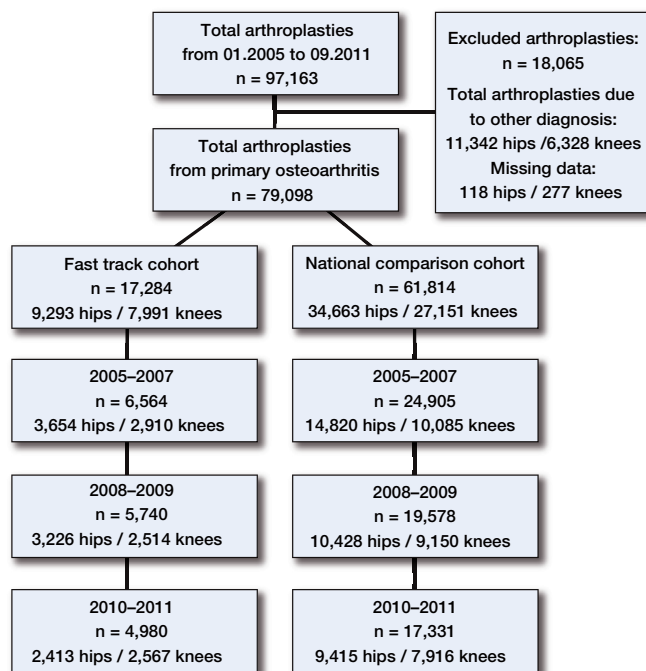 Total arthroplasties
from 01.2005 to 09.2011
n = 97,163
Excluded arthroplasties:
n = 18,065
Total arthroplasties due
to other diagnosis:
11,342 hips /6,328 knees
Missing data:
118 hips / 277 knees
Total arthroplasties
from primary osteoarthritis
n = 79,098
Fast track cohort
n = 17,284
9,293 hips / 7,991 knees
National comparison cohort
n = 61,814
34,663 hips / 27,151 knees
2005–2007
n = 6,564
3,654 hips / 2,910 knees
2005–2007
n = 24,905
14,820 hips / 10,085 knees
2008–2009
n = 5,740
3,226 hips / 2,514 knees
2008–2009
n = 19,578
10,428 hips / 9,150 knees
2010–2011
n = 4,980
2,413 hips / 2,567 knees
2010–2011
n = 17,331
9,415 hips / 7,916 knees